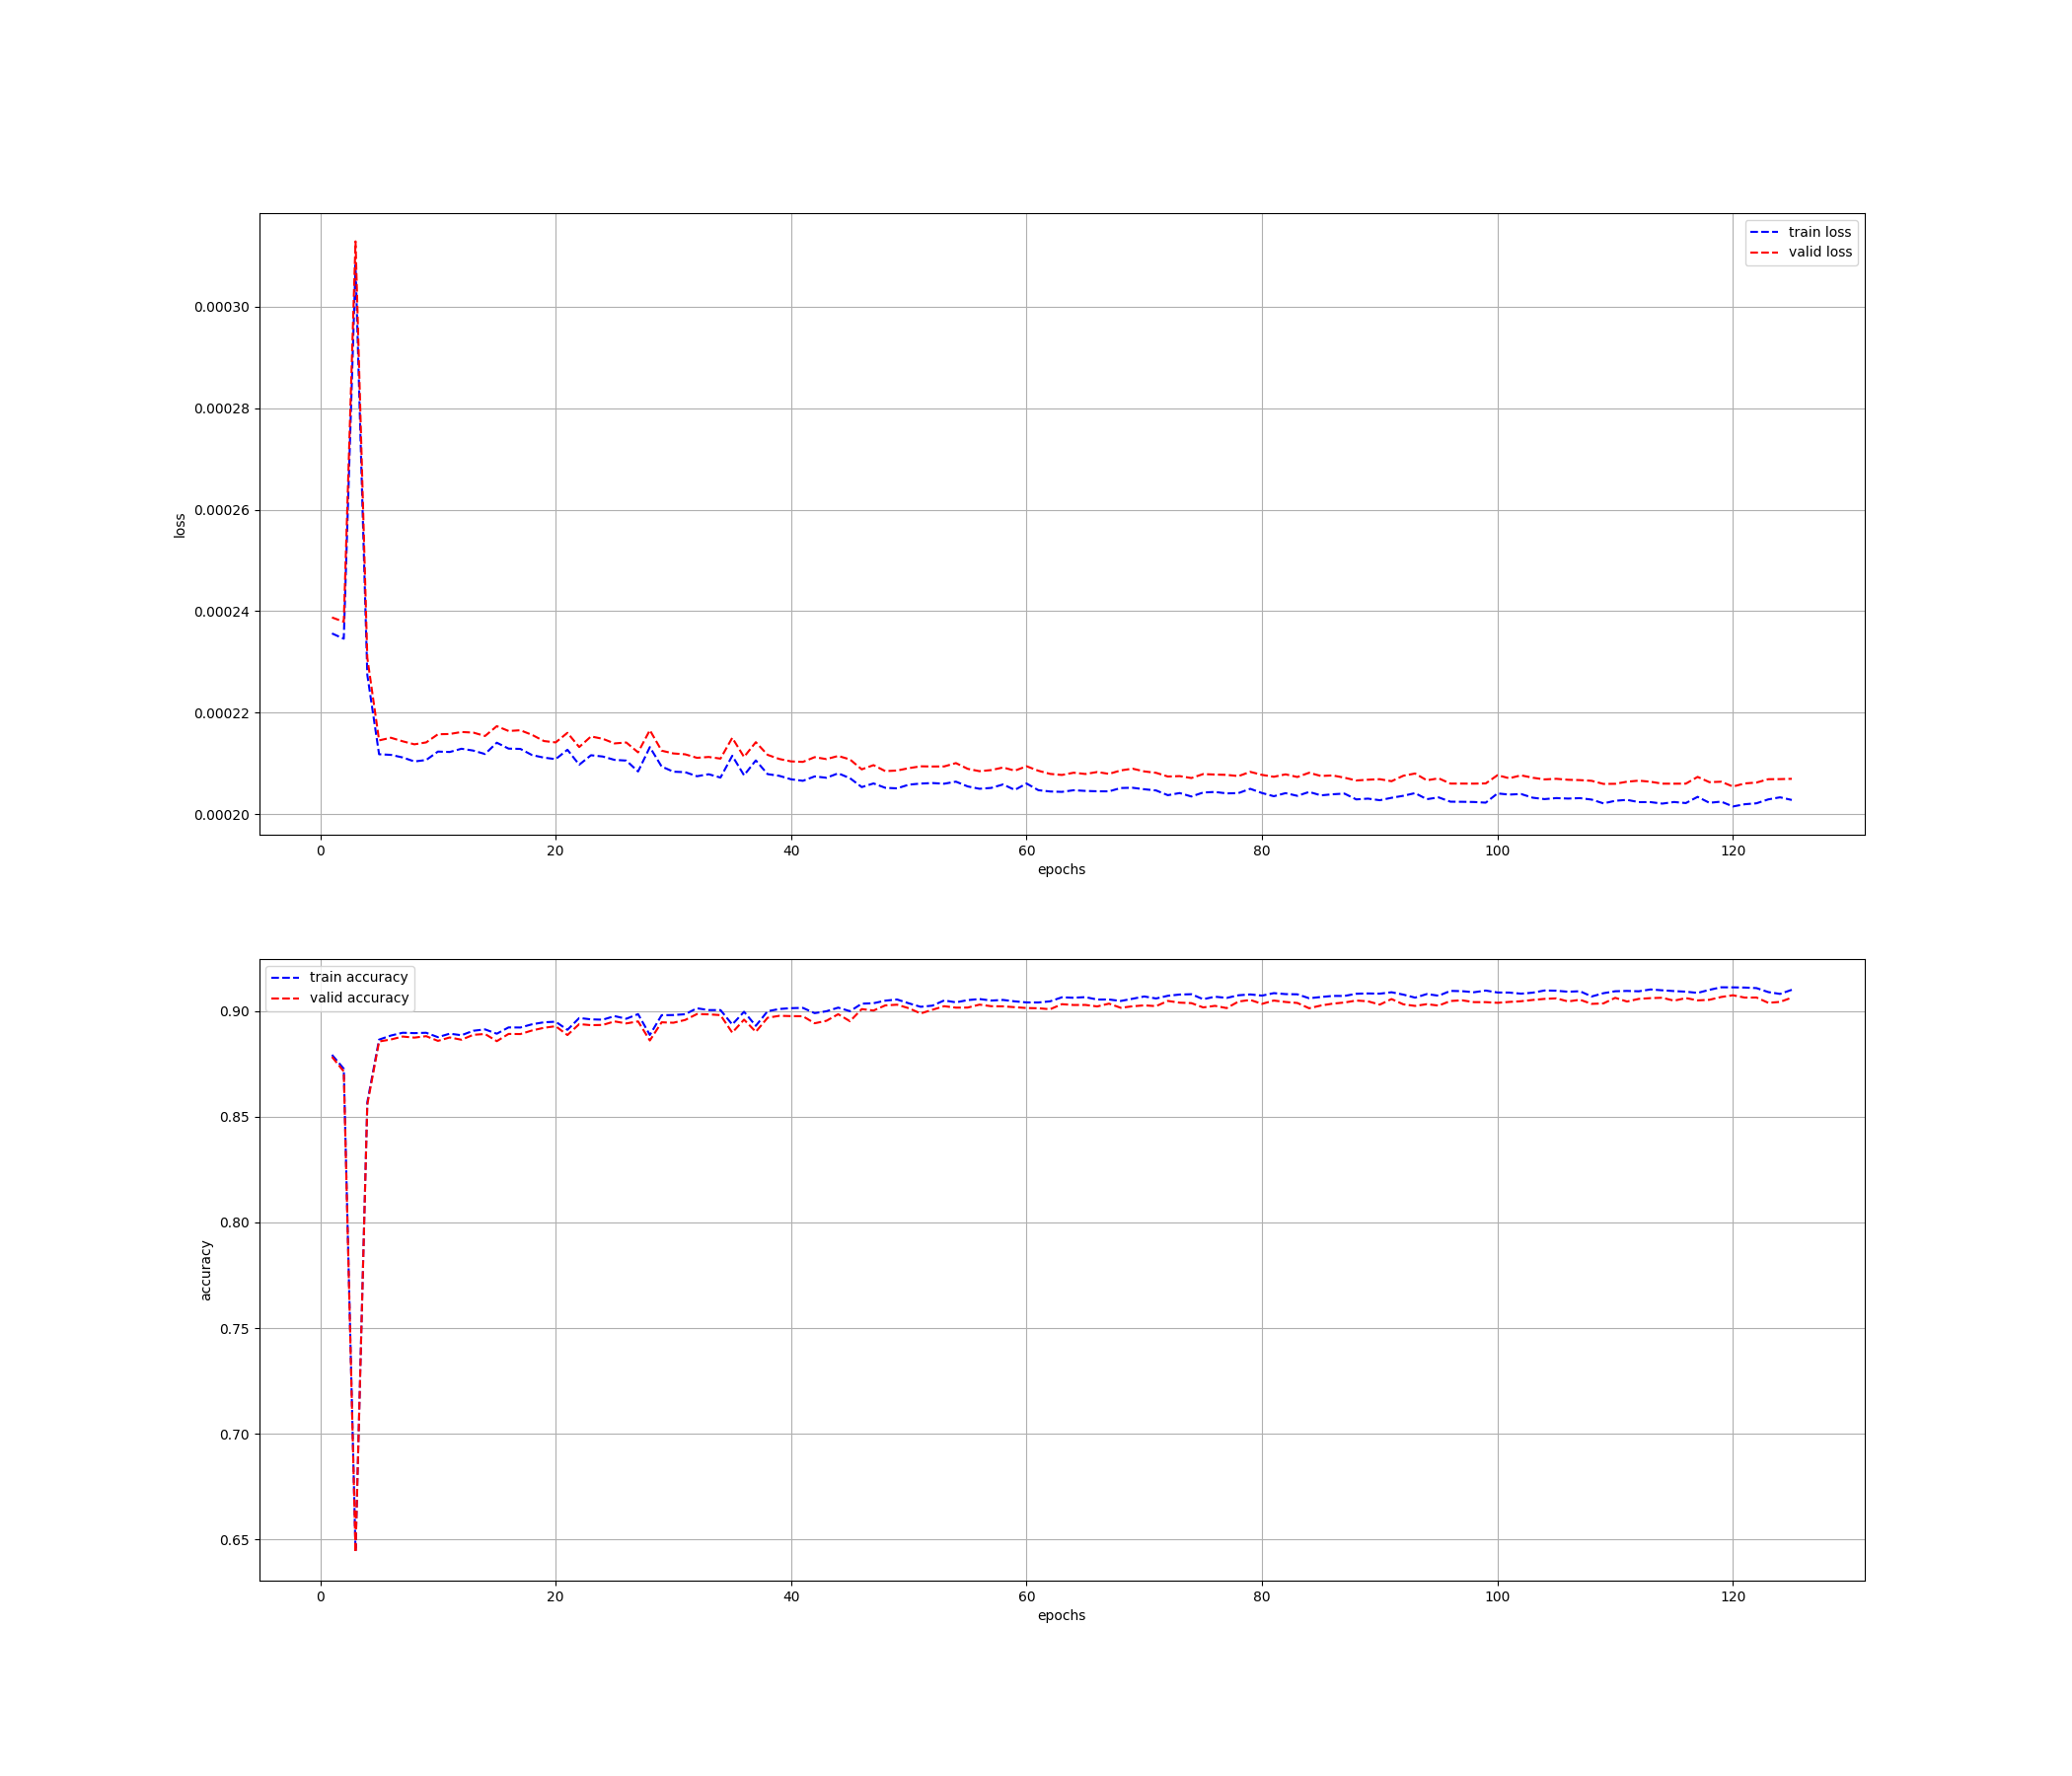 train loss
valid loss
0.00030
0.00028
0.00026
0.00024
0.00022
0.00020
loss
0 20 40 60 80 100 120
epochs
train accuracy
valid accuracy
0.90
0.85
0.80
0.75
0.70
0.65
accuracy
0 20 40 60 80 100 120
epochs